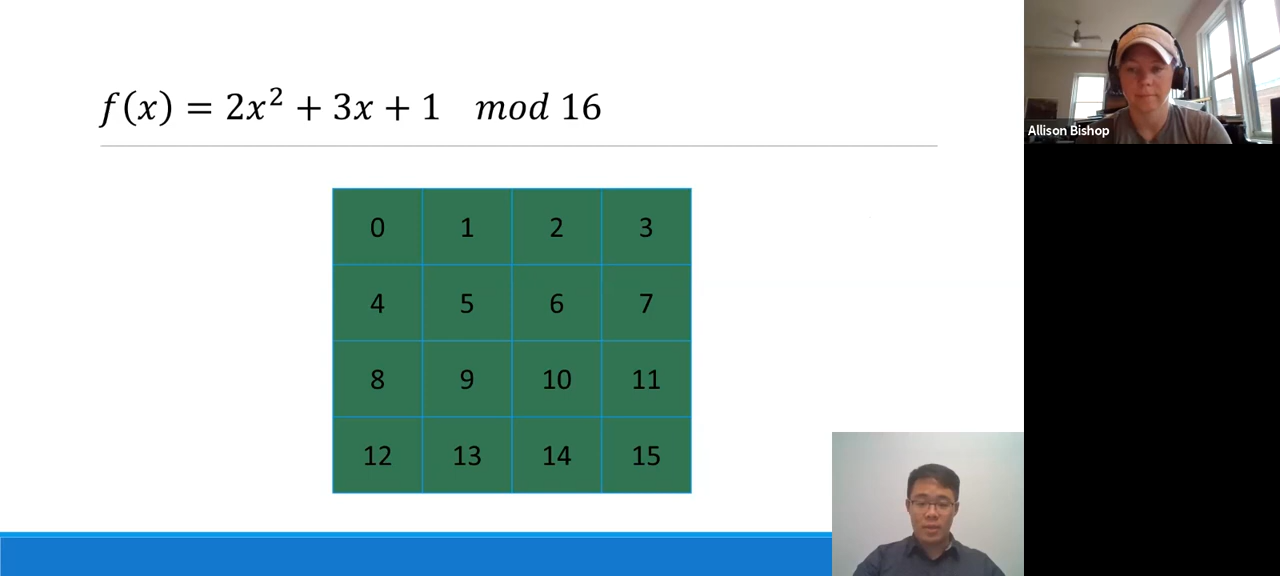 f(x) = 2x² + 3x + 1 mod 16
Allison Bishop
0 1 2 3
4 5 6 7
8 9 10 11
12 13 14 15